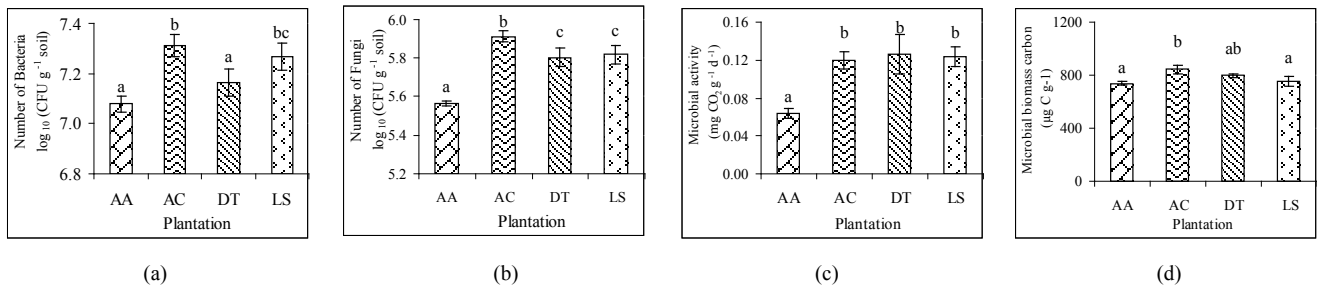 Number of Bacteria
log 10 (CFU g -1 soil)
7.4
7.2
7.0
6.8
a
b
a
bc
AA AC DT LS
Plantation
(a)
Number of Fungi
log 10 (CFU g -1 soil)
6.0
5.8
5.6
5.4
5.2
a
b
c
c
AA AC DT LS
Plantation
(b)
Microbial activity
(mg CO2 g-1 d-1)
0.16
0.12
0.08
0.04
0.00
a
b
b
b
AA AC DT LS
Plantation
(c)
Microbial biomass carbon
(µg C g-1)
1200
800
400
0
a
b
ab
a
AA AC DT LS
Plantation
(d)